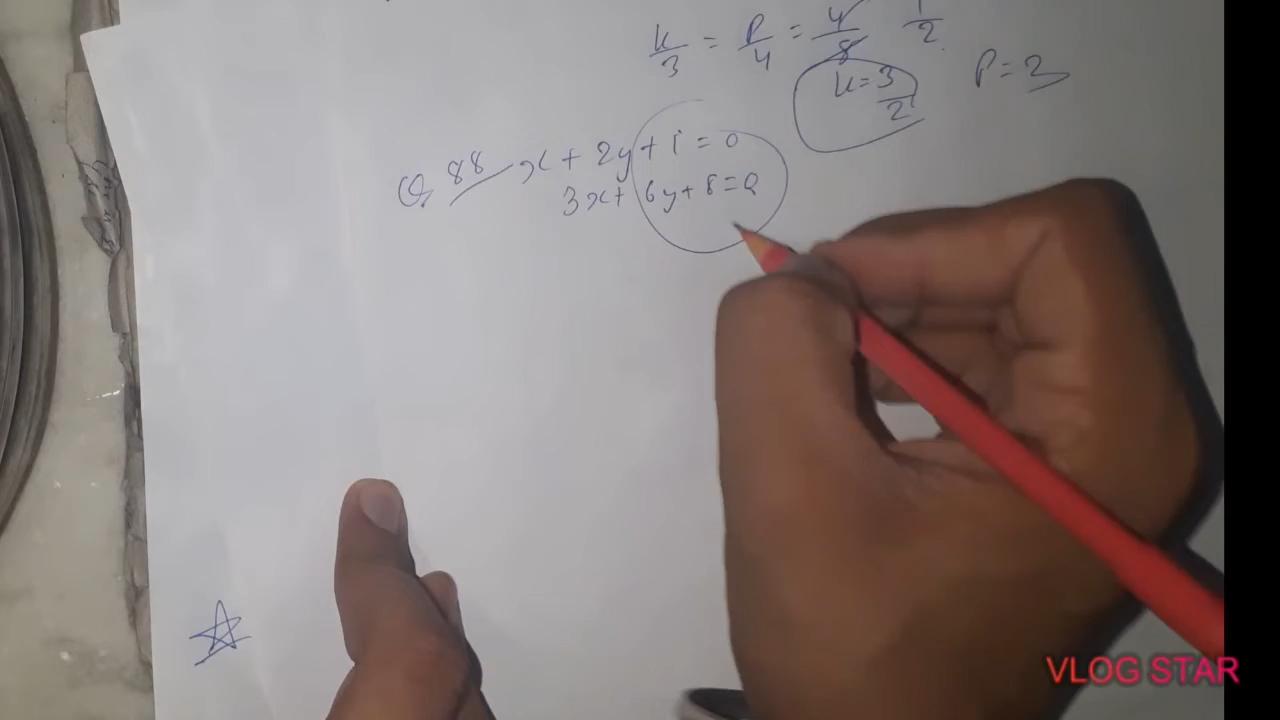 k/3 = P/4 = 4/8 1/2
k = 3/2 P = 2
Q. 88 x + 2y + 1 = 0
3x + 6y + 8 = 0
VLOG STAR